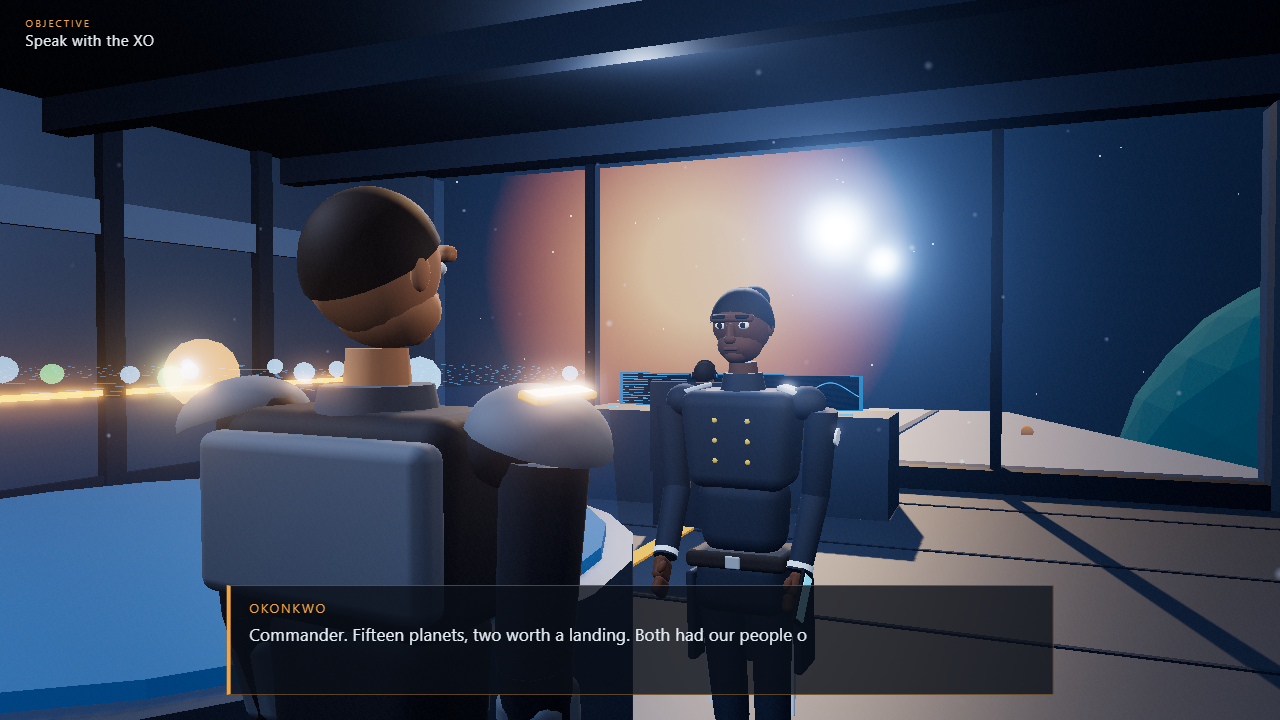 OBJECTIVE
Speak with the XO
OKONKWO
Commander. Fifteen planets, two worth a landing. Both had our people o